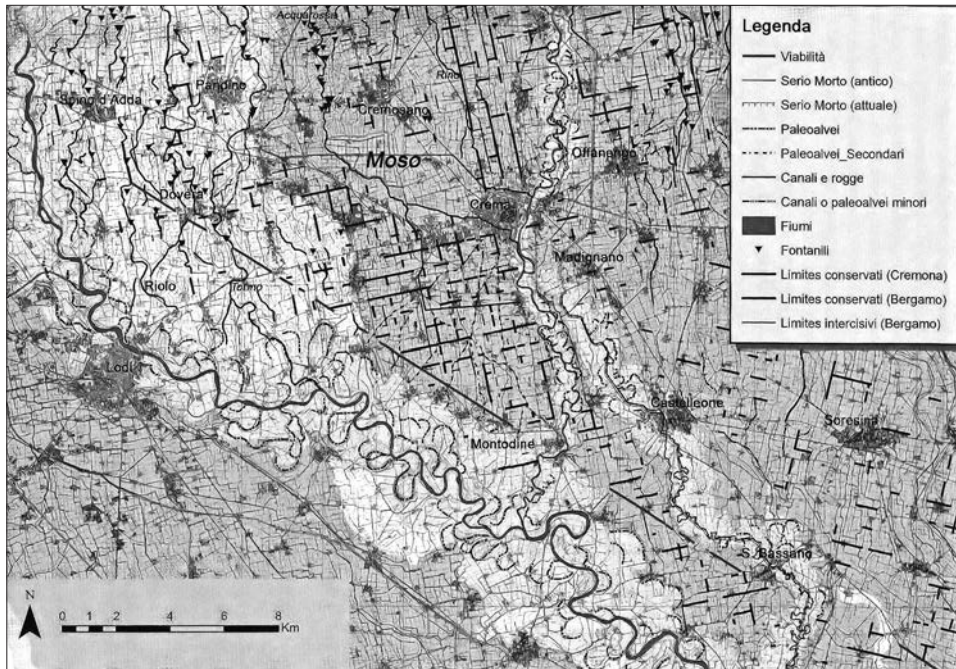 Acquarossa
Rino
Spino d'Adda
Pandino
Cremosano
Moso
Offanengo
Dovera
Crema
Madignano
Riolo
Tormo
Lodi
Castelleone
Soresina
Montodine
S. Bassano
N
0 1 2 4 6 8
Km
Legenda
Viabilità
Serio Morto (antico)
Serio Morto (attuale)
Paleoalvei
Paleoalvei_Secondari
Canali e rogge
Canali o paleoalvei minori
Fiumi
Fontanili
Limites conservati (Cremona)
Limites conservati (Bergamo)
Limites intercisivi (Bergamo)